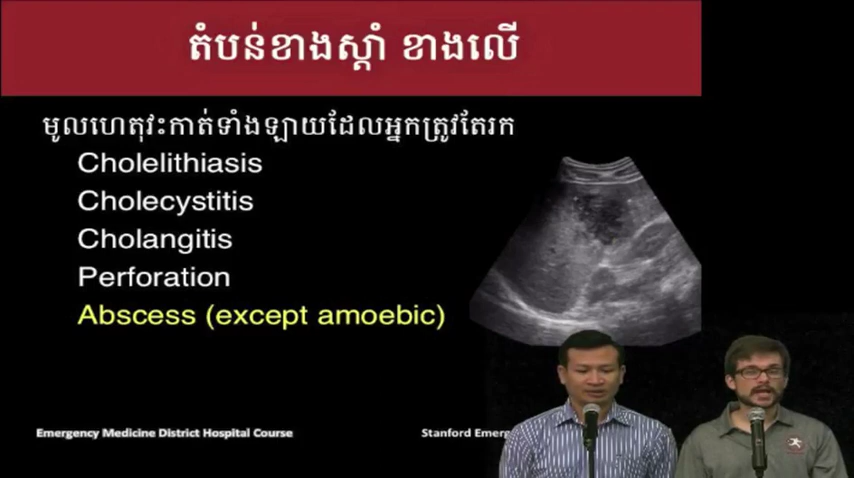 តំបន់ខាងស្តាំ ខាងលើ
មូលហេតុវះកាត់ទាំងឡាយដែលអ្នកត្រូវតែរក
Cholelithiasis
Cholecystitis
Cholangitis
Perforation
Abscess (except amoebic)
Emergency Medicine District Hospital Course
Stanford Emerg